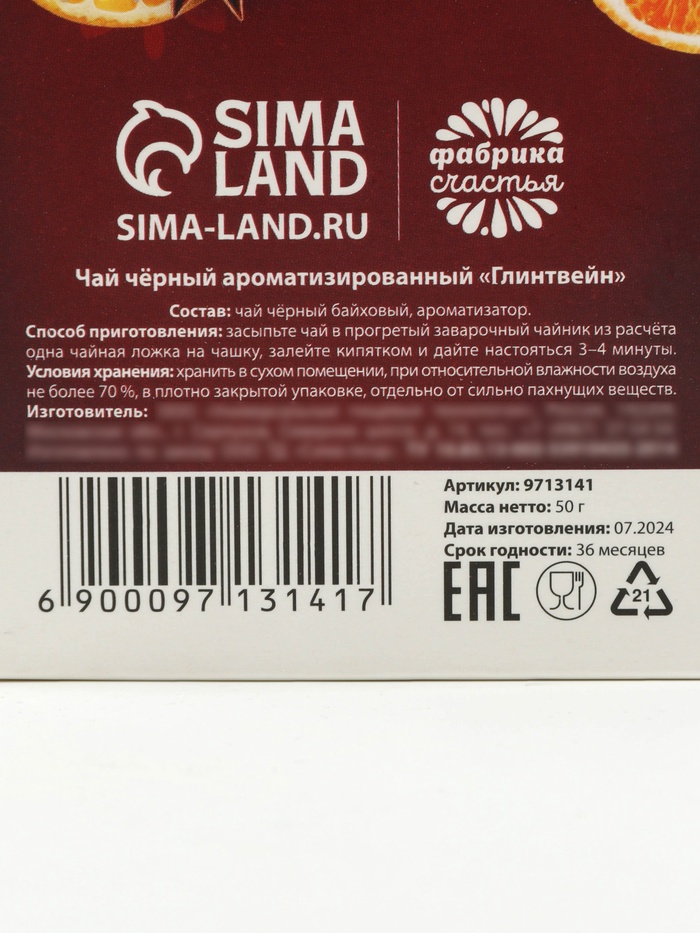 SIMA
LAND
SIMA-LAND.RU
фабрика
счастья
Чай чёрный ароматизированный «Глинтвейн»
Состав: чай чёрный байховый, ароматизатор.
Способ приготовления: засыпьте чай в прогретый заварочный чайник из расчёта
одна чайная ложка на чашку, залейте кипятком и дайте настояться 3–4 минуты.
Условия хранения: хранить в сухом помещении, при относительной влажности воздуха
не более 70 %, в плотно закрытой упаковке, отдельно от сильно пахнущих веществ.
Изготовитель:
6 900097 131417
Артикул: 9713141
Масса нетто: 50 г
Дата изготовления: 07.2024
Срок годности: 36 месяцев
EAC
21